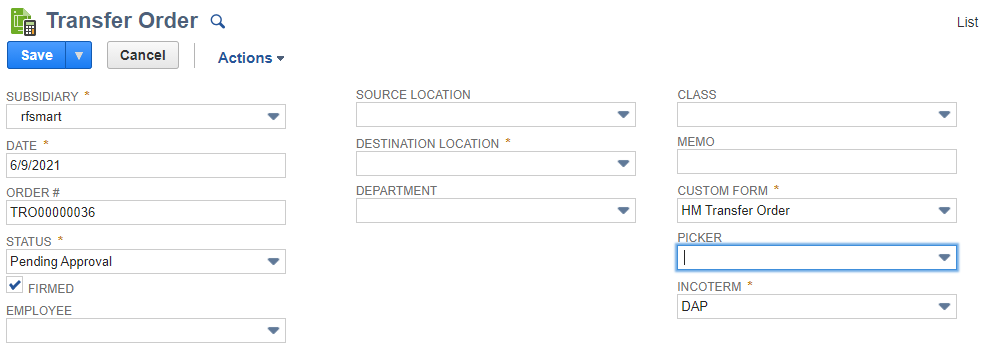 Transfer Order
List
Save
Cancel
Actions
SUBSIDIARY *
rfsmart
DATE *
6/9/2021
ORDER #
TRO00000036
STATUS *
Pending Approval
FIRMED
EMPLOYEE
SOURCE LOCATION
DESTINATION LOCATION *
DEPARTMENT
CLASS
MEMO
CUSTOM FORM *
HM Transfer Order
PICKER
INCOTERM *
DAP